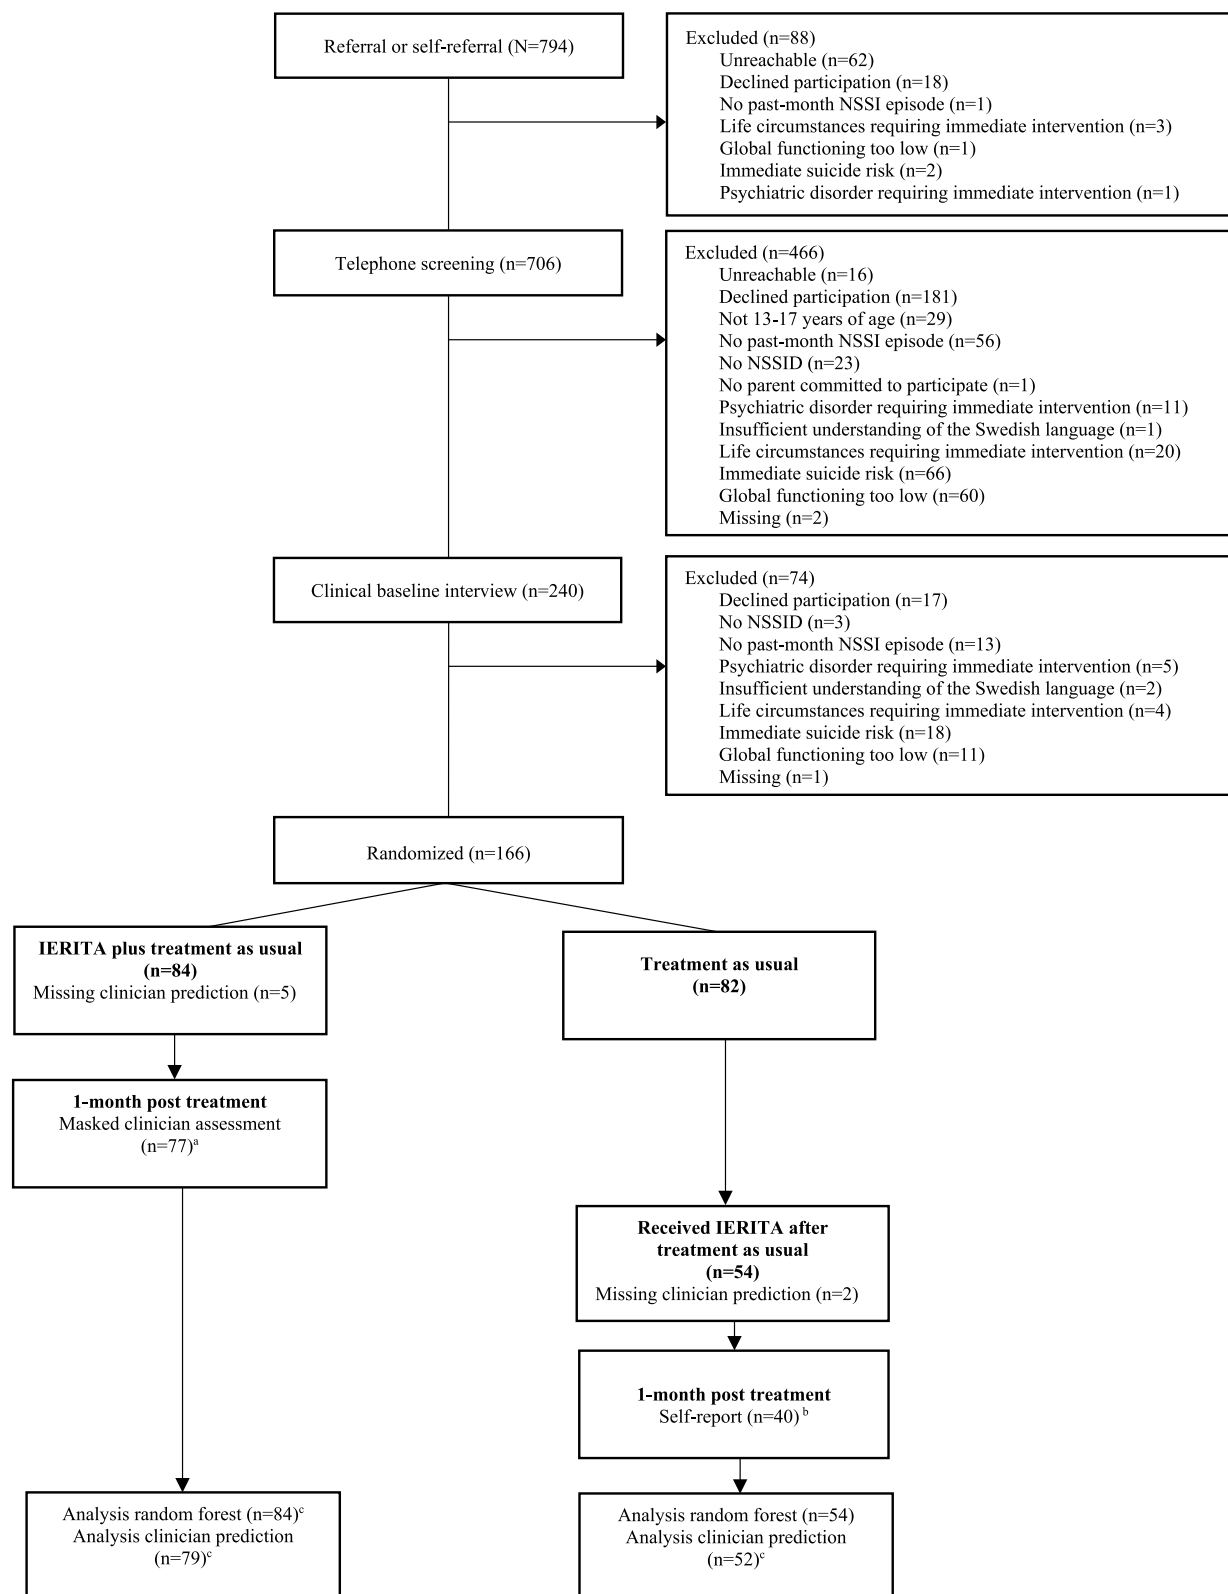 Referral or self-referral (N=794)
Excluded (n=88)
Unreachable (n=62)
Declined participation (n=18)
No past-month NSSI episode (n=1)
Life circumstances requiring immediate intervention (n=3)
Global functioning too low (n=1)
Immediate suicide risk (n=2)
Psychiatric disorder requiring immediate intervention (n=1)
Telephone screening (n=706)
Excluded (n=466)
Unreachable (n=16)
Declined participation (n=181)
Not 13-17 years of age (n=29)
No past-month NSSI episode (n=56)
No NSSID (n=23)
No parent committed to participate (n=1)
Psychiatric disorder requiring immediate intervention (n=11)
Insufficient understanding of the Swedish language (n=1)
Life circumstances requiring immediate intervention (n=20)
Immediate suicide risk (n=66)
Global functioning too low (n=60)
Missing (n=2)
Clinical baseline interview (n=240)
Excluded (n=74)
Declined participation (n=17)
No NSSID (n=3)
No past-month NSSI episode (n=13)
Psychiatric disorder requiring immediate intervention (n=5)
Insufficient understanding of the Swedish language (n=2)
Life circumstances requiring immediate intervention (n=4)
Immediate suicide risk (n=18)
Global functioning too low (n=11)
Missing (n=1)
Randomized (n=166)
IERITA plus treatment as usual
(n=84)
Missing clinician prediction (n=5)
Treatment as usual
(n=82)
1-month post treatment
Masked clinician assessment
(n=77)ᵃ
Received IERITA after
treatment as usual
(n=54)
Missing clinician prediction (n=2)
1-month post treatment
Self-report (n=40) ᵇ
Analysis random forest (n=84)ᶜ
Analysis clinician prediction
(n=79)ᶜ
Analysis random forest (n=54)
Analysis clinician prediction
(n=52)ᶜ